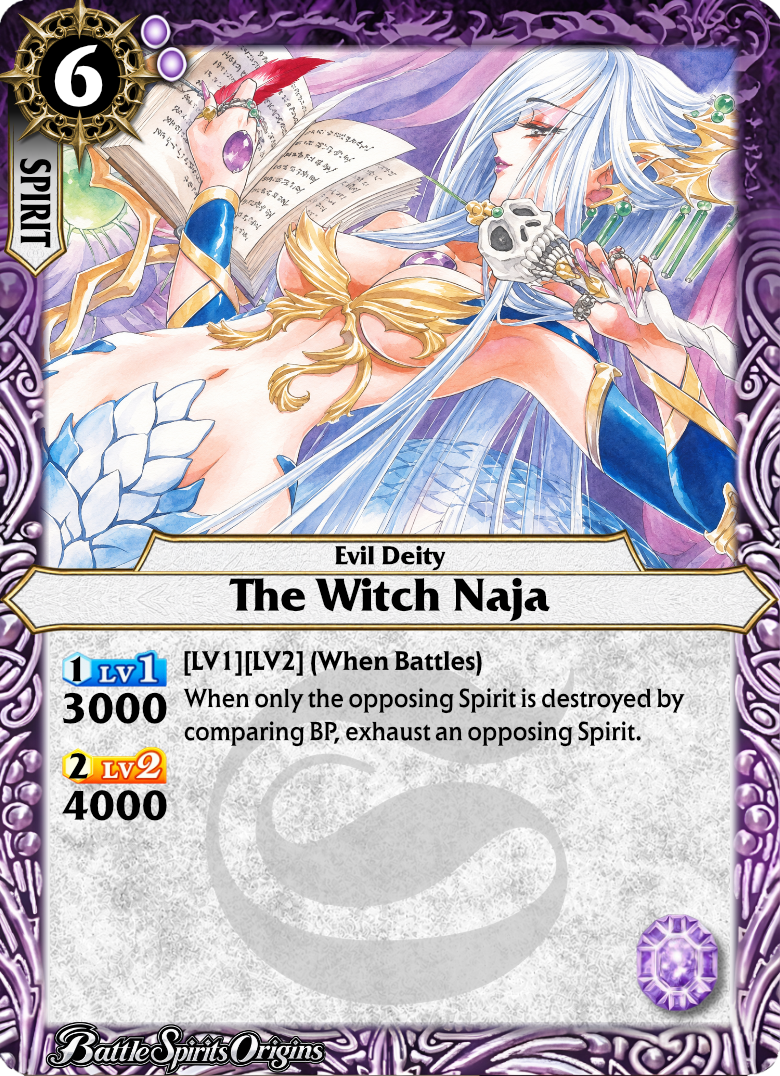 6
SPIRIT
Evil Deity
The Witch Naja
1 LV1
3000
2 LV2
4000
[LV1][LV2] (When Battles)
When only the opposing Spirit is destroyed by
comparing BP, exhaust an opposing Spirit.
Battle Spirits Origins